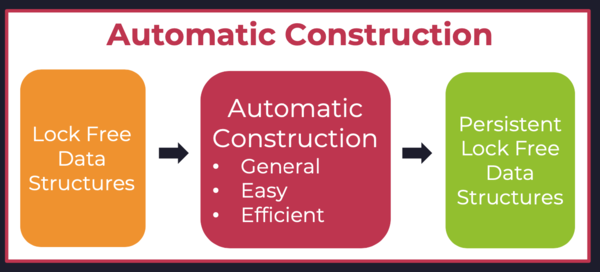 Automatic Construction
Lock Free
Data
Structures
Automatic
Construction
• General
• Easy
• Efficient
Persistent
Lock Free
Data
Structures